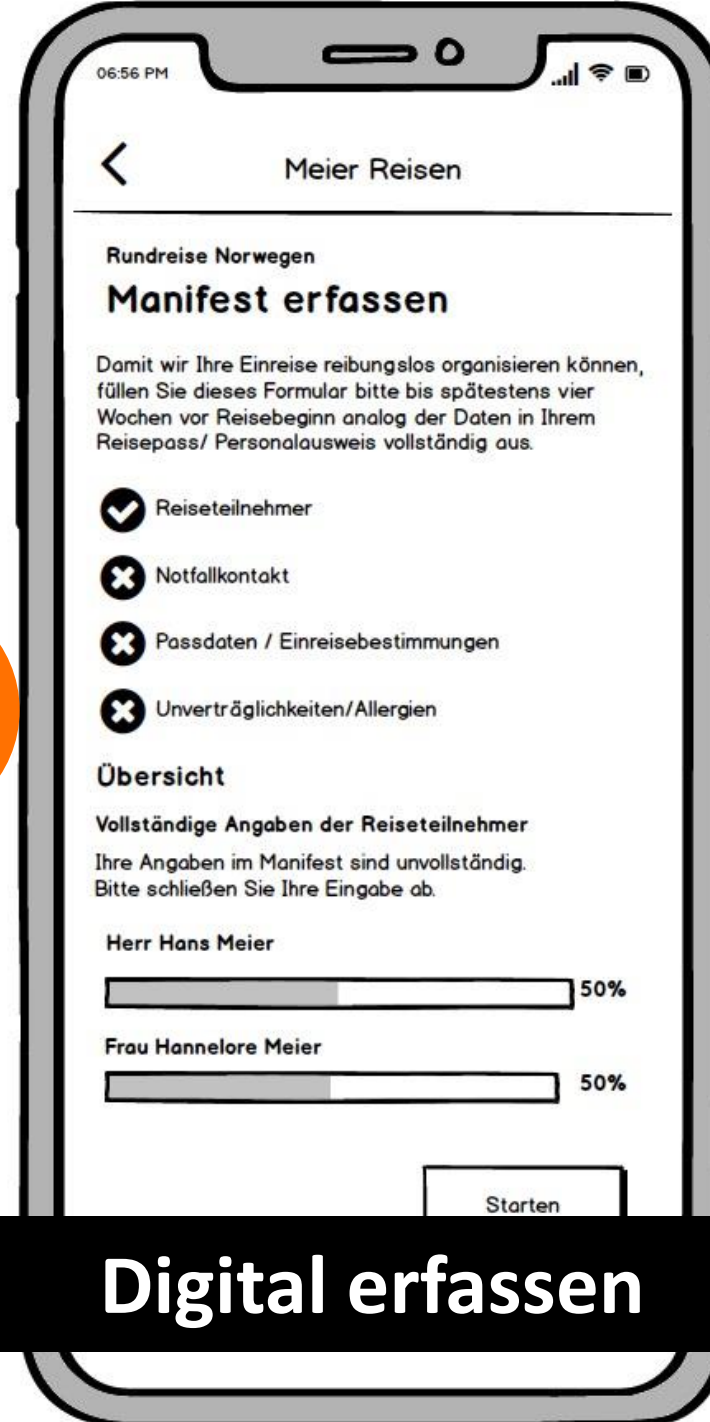 06:56 PM
Meier Reisen
Rundreise Norwegen
Manifest erfassen
Damit wir Ihre Einreise reibungslos organisieren können,
füllen Sie dieses Formular bitte bis spätestens vier
Wochen vor Reisebeginn analog der Daten in Ihrem
Reisepass/ Personalausweis vollständig aus.
Reiseteilnehmer
Notfallkontakt
Passdaten / Einreisebestimmungen
Unverträglichkeiten/Allergien
Übersicht
Vollständige Angaben der Reiseteilnehmer
Ihre Angaben im Manifest sind unvollständig.
Bitte schließen Sie Ihre Eingabe ab.
Herr Hans Meier
50%
Frau Hannelore Meier
50%
Starten
Digital erfassen